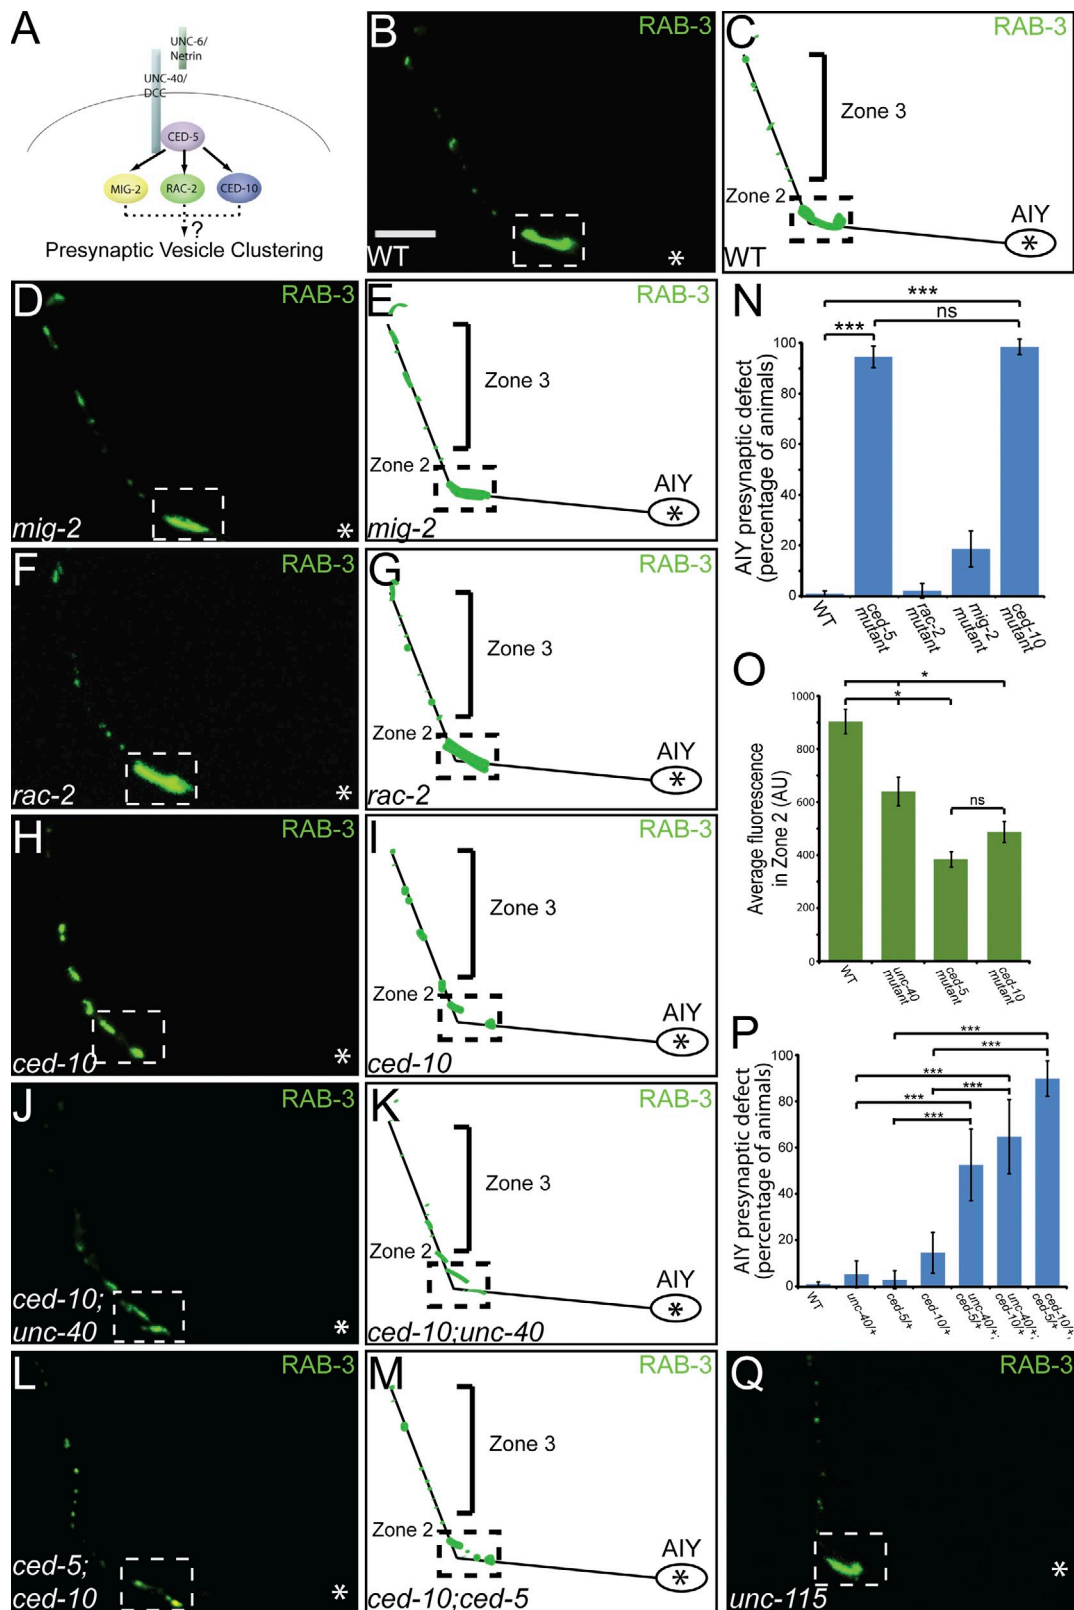 A
UNC-6/
Netrin
UNC-40/
DCC
CED-5
MIG-2
RAC-2
CED-10
?
Presynaptic Vesicle Clustering
B
RAB-3
WT
*
C
RAB-3
Zone 3
Zone 2
AIY
*
WT
D
RAB-3
mig-2
*
E
RAB-3
Zone 3
Zone 2
AIY
*
mig-2
F
RAB-3
rac-2
*
G
RAB-3
Zone 3
Zone 2
AIY
*
rac-2
H
RAB-3
ced-10
*
I
RAB-3
Zone 3
Zone 2
AIY
*
ced-10
J
RAB-3
ced-10;
unc-40
*
K
RAB-3
Zone 3
Zone 2
AIY
*
ced-10;unc-40
L
RAB-3
ced-5;
ced-10
*
M
RAB-3
Zone 3
Zone 2
AIY
*
ced-10;ced-5
N
***
*** ns
AIY presynaptic defect
(percentage of animals)
100
80
60
40
20
0
WT
ced-5
mutant
rac-2
mutant
mig-2
mutant
ced-10
mutant
O
*
*
ns
Average fluorescence
in Zone 2 (AU)
1000
800
600
400
200
0
WT
unc-40
mutant
ced-5
mutant
ced-10
mutant
P
***
***
***
***
***
***
AIY presynaptic defect
(percentage of animals)
100
80
60
40
20
0
WT
unc-40/+
ced-5/+
ced-10/+
unc-40/+;
ced-5/+
unc-40/+;
ced-10/+
ced-10/+;
ced-5/+
Q
RAB-3
unc-115
*